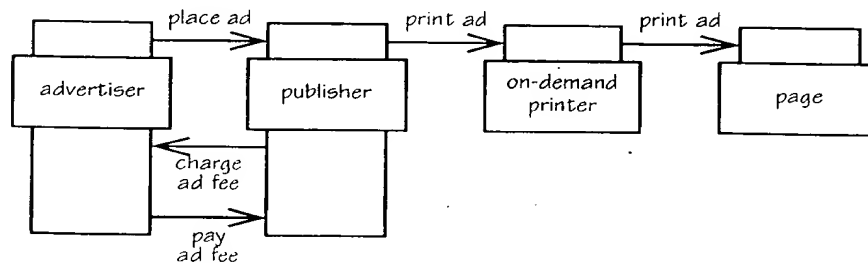 place ad
print ad
print ad
advertiser
publisher
on-demand
printer
page
charge
ad fee
pay
ad fee